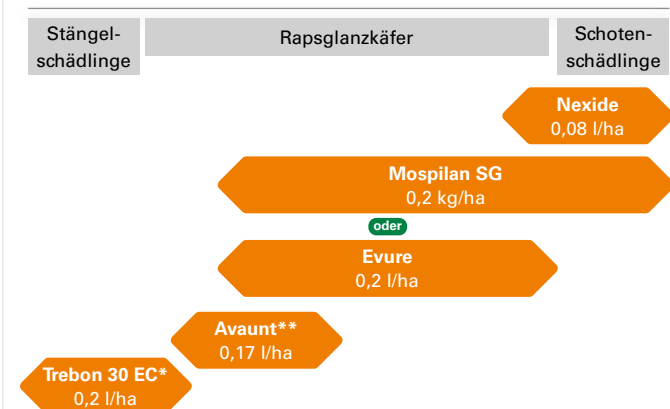 Stängel-
schädlinge
Rapsglanzkäfer
Schoten-
schädlinge
Nexide
0,08 l/ha
Mospilan SG
0,2 kg/ha
oder
Evure
0,2 l/ha
Avaunt**
0,17 l/ha
Trebon 30 EC*
0,2 l/ha